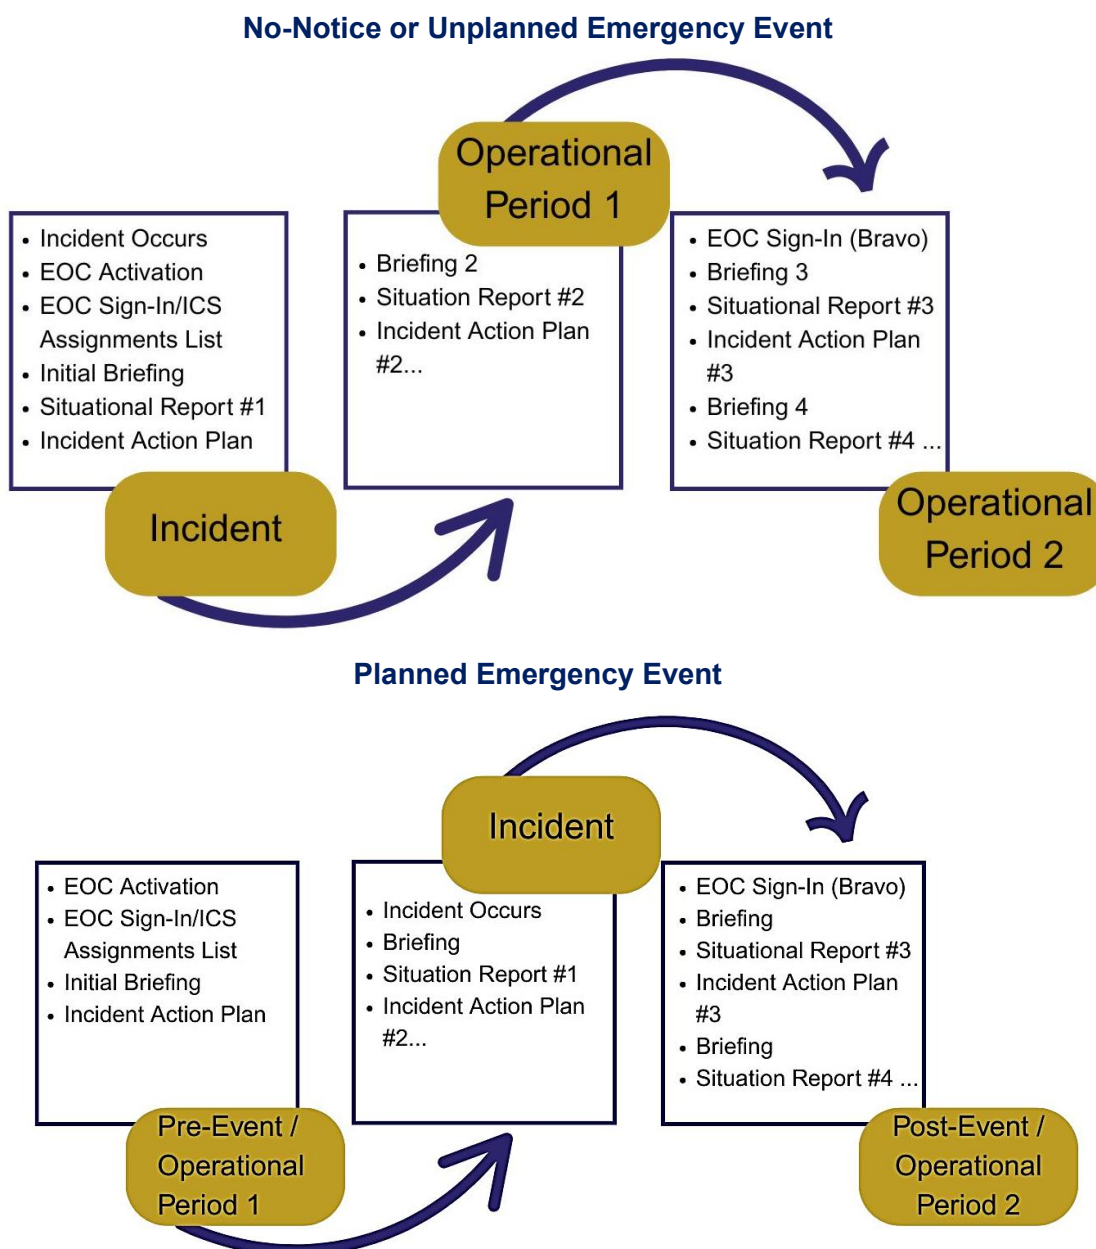 No-Notice or Unplanned Emergency Event
Operational
Period 1
• Incident Occurs
• EOC Activation
• EOC Sign-In/ICS
Assignments List
• Initial Briefing
• Situational Report #1
• Incident Action Plan
Incident
• Briefing 2
• Situation Report #2
• Incident Action Plan
#2...
• EOC Sign-In (Bravo)
• Briefing 3
• Situational Report #3
• Incident Action Plan
#3
• Briefing 4
• Situation Report #4 ...
Operational
Period 2
Planned Emergency Event
Incident
• EOC Activation
• EOC Sign-In/ICS
Assignments List
• Initial Briefing
• Incident Action Plan
Pre-Event /
Operational
Period 1
• Incident Occurs
• Briefing
• Situation Report #1
• Incident Action Plan
#2...
• EOC Sign-In (Bravo)
• Briefing
• Situational Report #3
• Incident Action Plan
#3
• Briefing
• Situation Report #4 ...
Post-Event /
Operational
Period 2